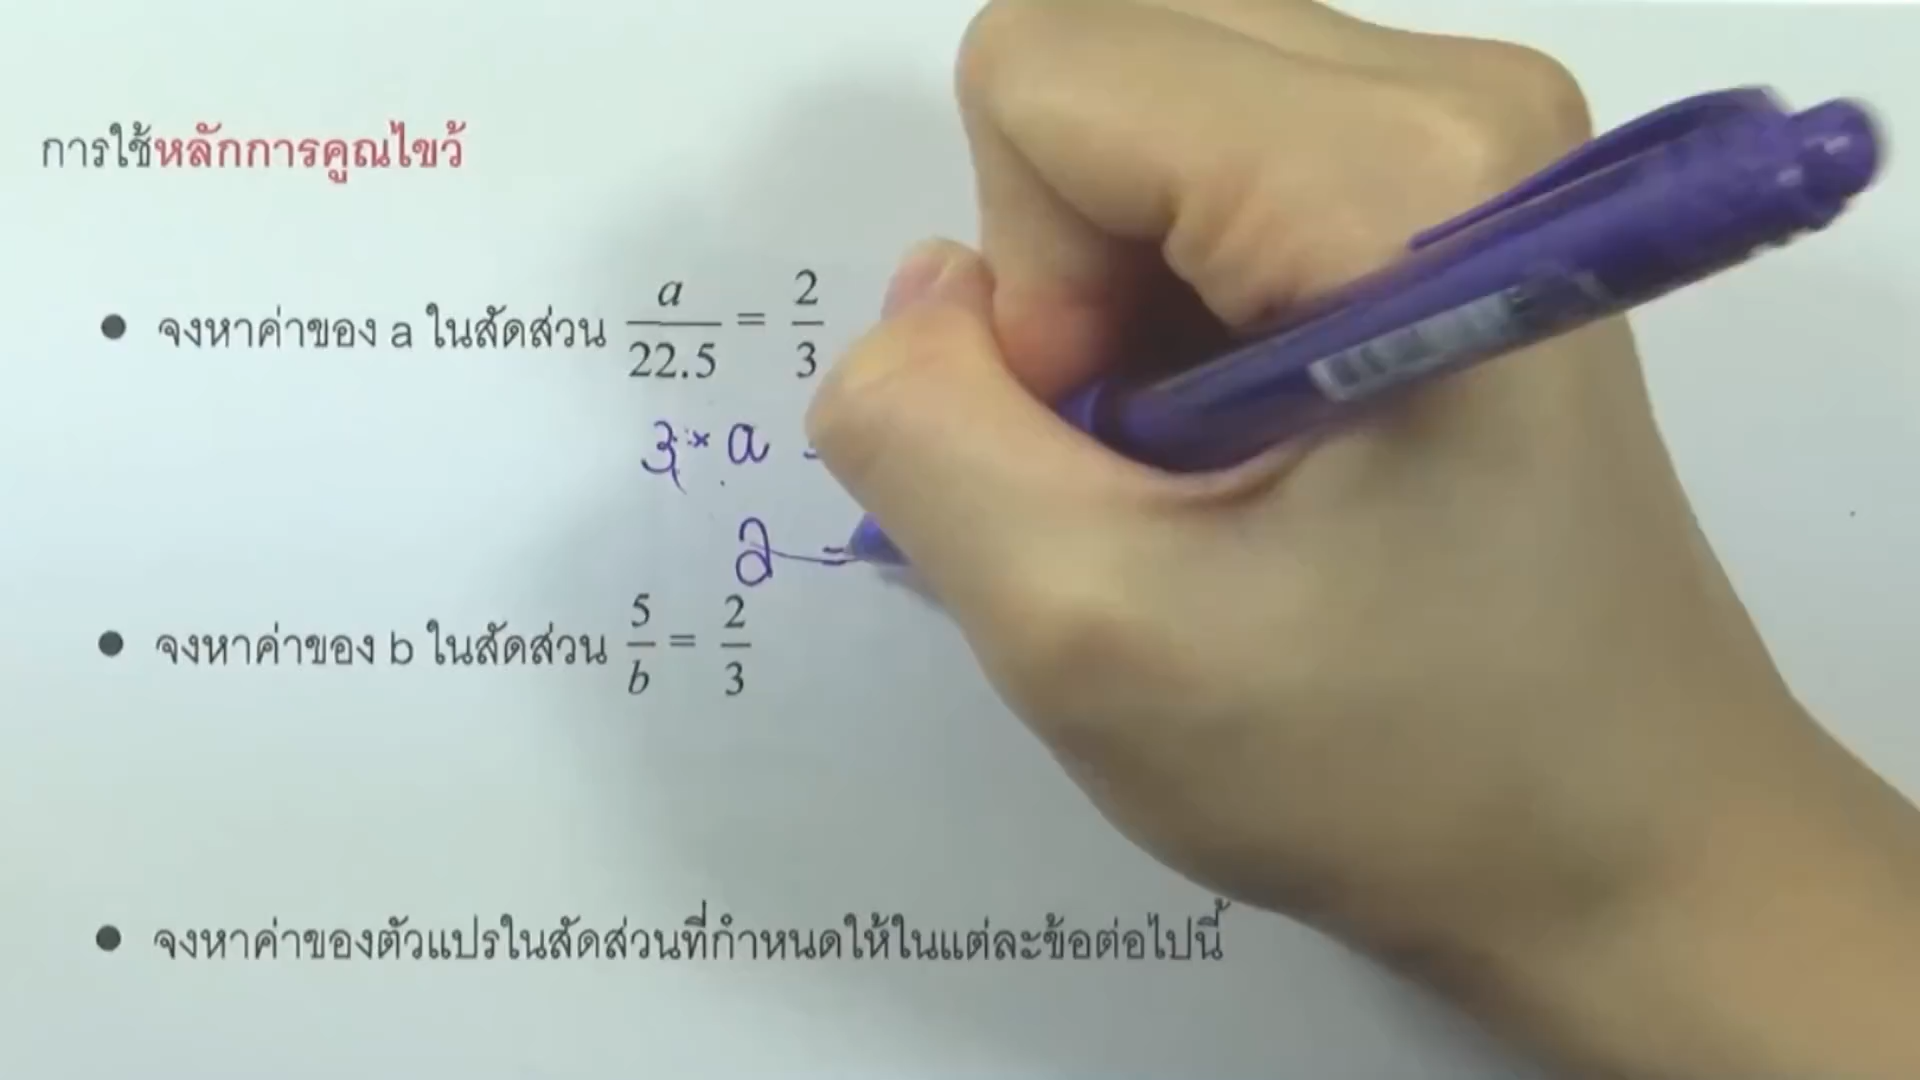 การใช้หลักการคูณไขว้
จงหาค่าของ a ในสัดส่วน a/22.5 = 2/3
3 × a =
a =
จงหาค่าของ b ในสัดส่วน 5/b = 2/3
จงหาค่าของตัวแปรในสัดส่วนที่กำหนดให้ในแต่ละข้อต่อไปนี้